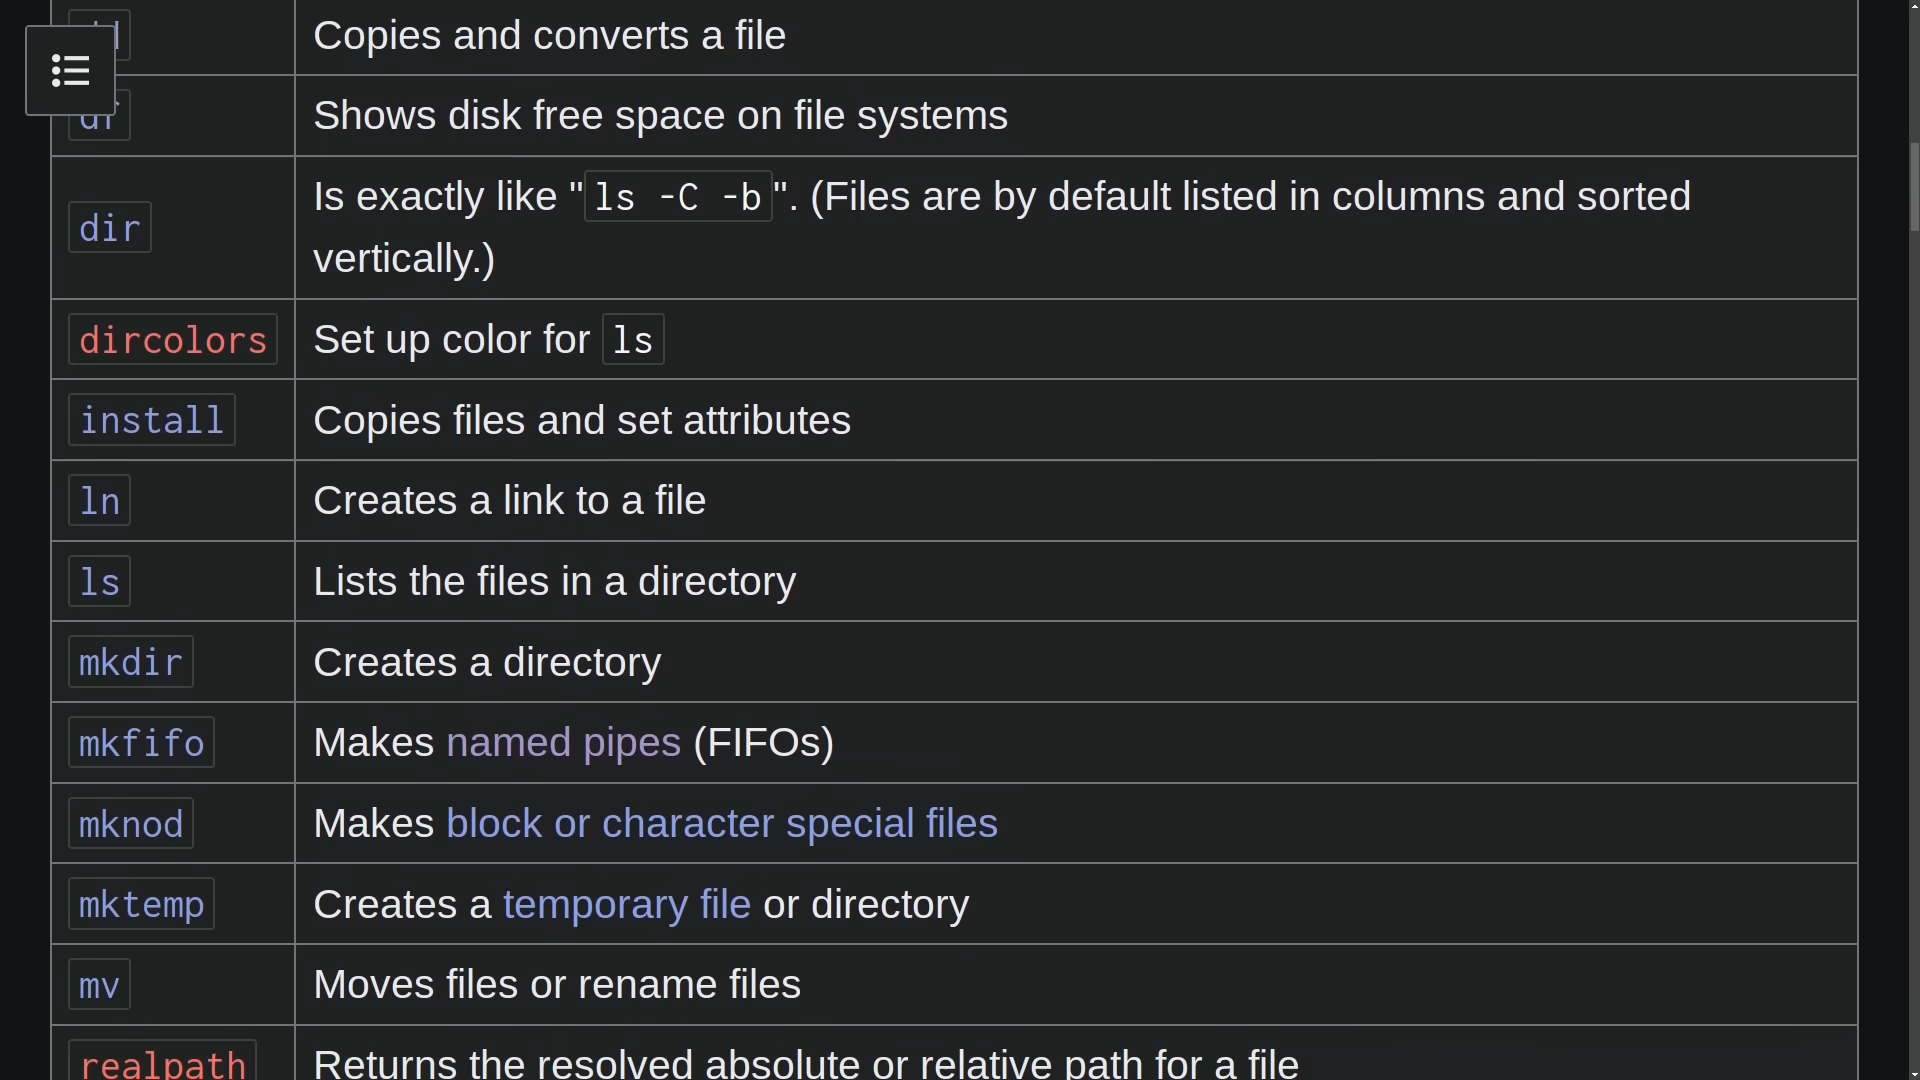 Copies and converts a file
df Shows disk free space on file systems
dir Is exactly like "ls -C -b". (Files are by default listed in columns and sorted
vertically.)
dircolors Set up color for ls
install Copies files and set attributes
ln Creates a link to a file
ls Lists the files in a directory
mkdir Creates a directory
mkfifo Makes named pipes (FIFOs)
mknod Makes block or character special files
mktemp Creates a temporary file or directory
mv Moves files or rename files
realpath Returns the resolved absolute or relative path for a file